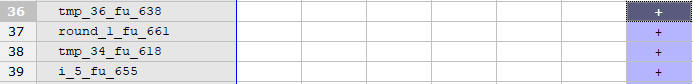 36 tmp_36_fu_638 +
37 round_1_fu_661 +
38 tmp_34_fu_618 +
39 i_5_fu_655 +